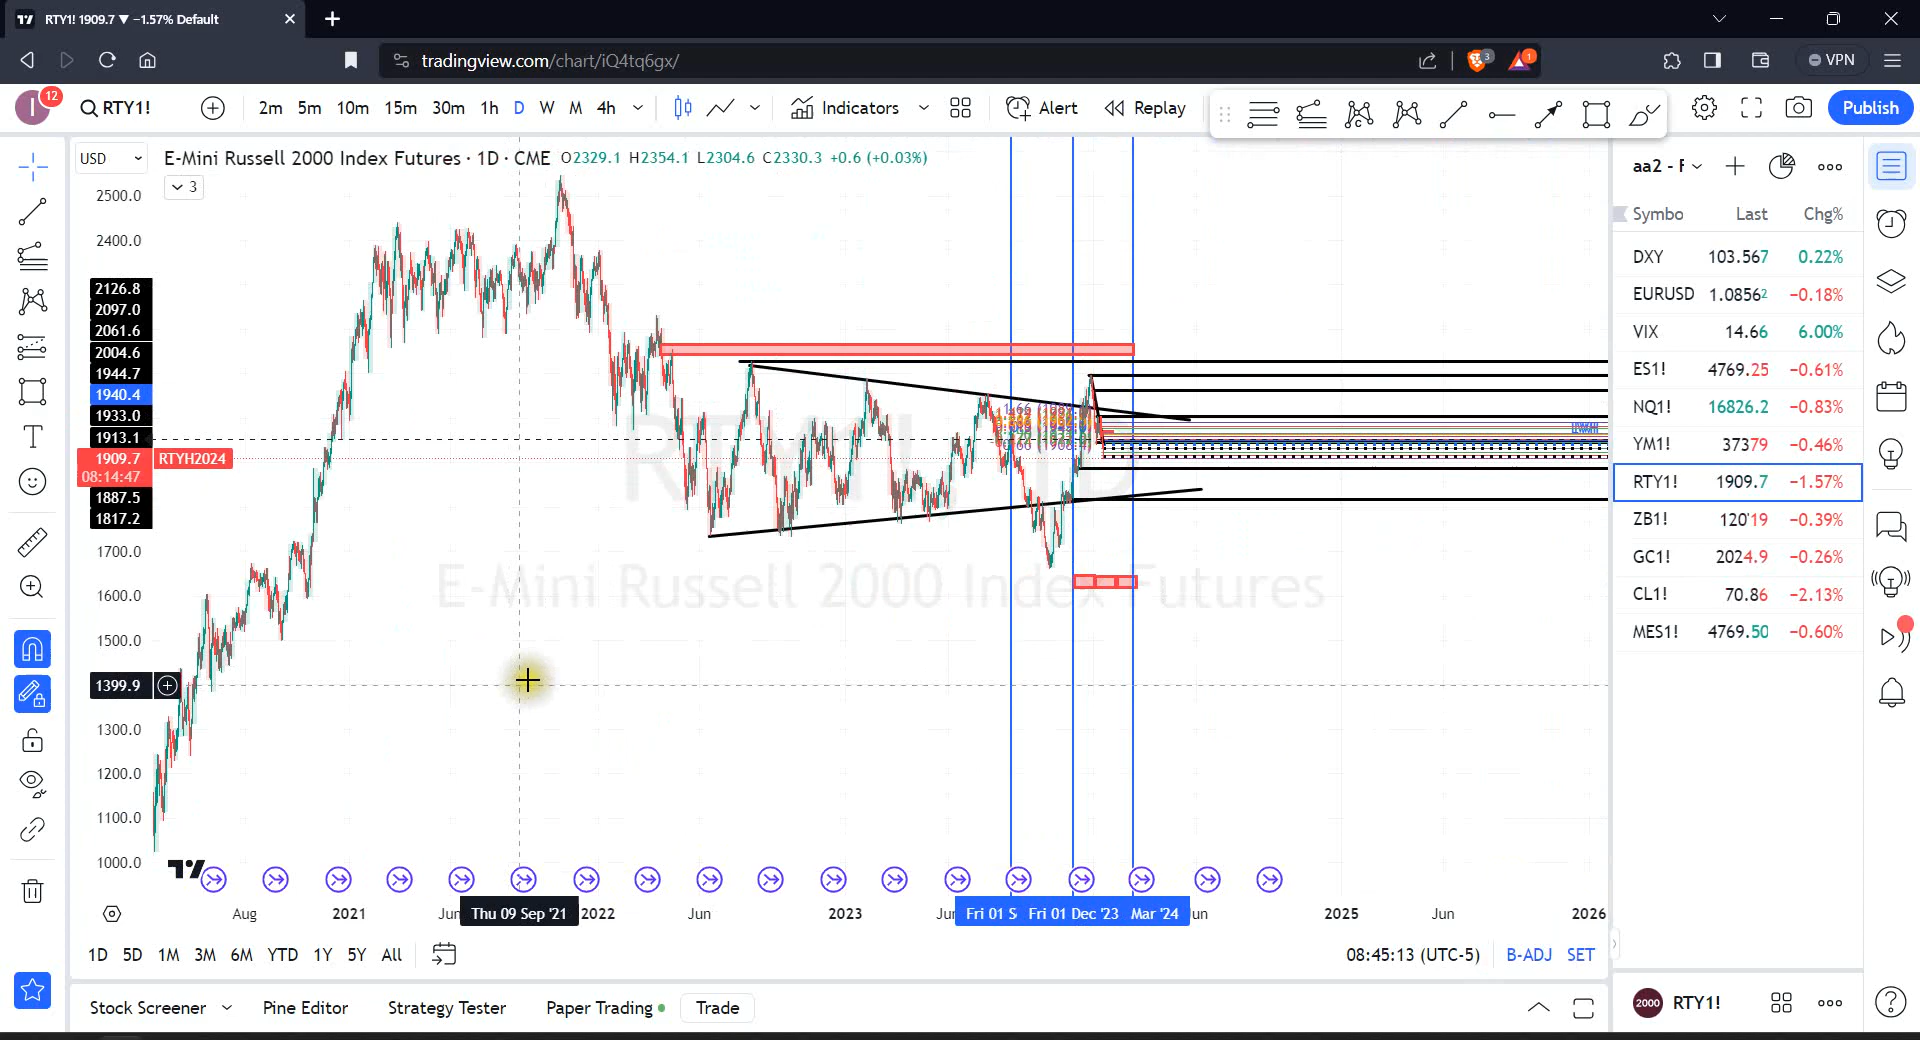 RTY1! 1909.7 ▼ −1.57% Default
tradingview.com/chart/iQ4tq6gx/
3
1
VPN
I
12
RTY1!
2m 5m 10m 15m 30m 1h D W M 4h
Indicators
Alert
Replay
Publish
USD
E-Mini Russell 2000 Index Futures · 1D · CME O2329.1 H2354.1 L2304.6 C2330.3 +0.6 (+0.03%)
3
2500.0
2400.0
2126.8
2097.0
2061.6
2004.6
1944.7
1940.4
1933.0
1913.1
1909.7 RTYH2024
08:14:47
1887.5
1817.2
1700.0
1600.0
1500.0
1399.9
1300.0
1200.0
1100.0
1000.0
E-Mini Russell 2000 Index Futures
Aug 2021 Jun Thu 09 Sep '21 2022 Jun 2023 Jun Fri 01 S Fri 01 Dec '23 Mar '24 un 2025 Jun 2026
1D 5D 1M 3M 6M YTD 1Y 5Y All
08:45:13 (UTC-5) B-ADJ SET
Stock Screener Pine Editor Strategy Tester Paper Trading Trade
aa2 - F
Symbo Last Chg%
DXY 103.567 0.22%
EURUSD 1.08562 −0.18%
VIX 14.66 6.00%
ES1! 4769.25 −0.61%
NQ1! 16826.2 −0.83%
YM1! 37379 −0.46%
RTY1! 1909.7 −1.57%
ZB1! 120'19 −0.39%
GC1! 2024.9 −0.26%
CL1! 70.86 −2.13%
MES1! 4769.50 −0.60%
2000 RTY1!